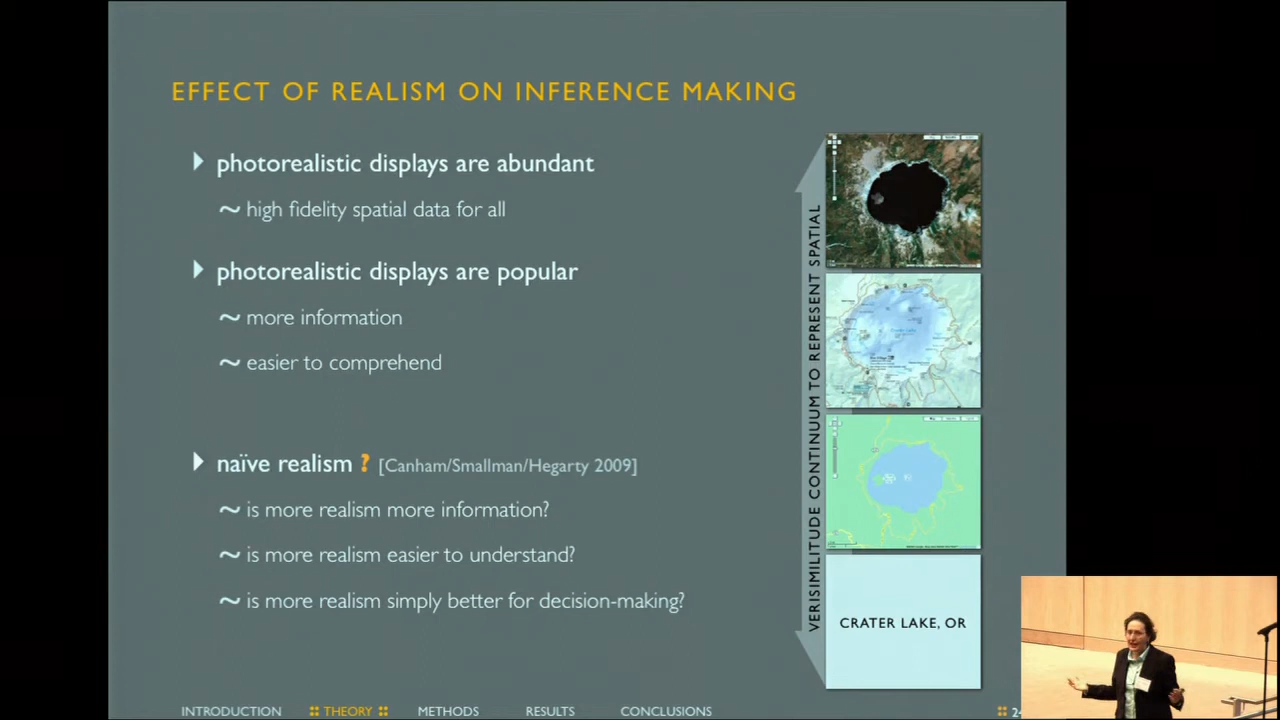 EFFECT OF REALISM ON INFERENCE MAKING
photorealistic displays are abundant
~ high fidelity spatial data for all
photorealistic displays are popular
~ more information
~ easier to comprehend
naïve realism ? [Canham/Smallman/Hegarty 2009]
~ is more realism more information?
~ is more realism easier to understand?
~ is more realism simply better for decision-making?
VERISIMILITUDE CONTINUUM TO REPRESENT SPATIAL
CRATER LAKE, OR
INTRODUCTION :: THEORY :: METHODS RESULTS CONCLUSIONS